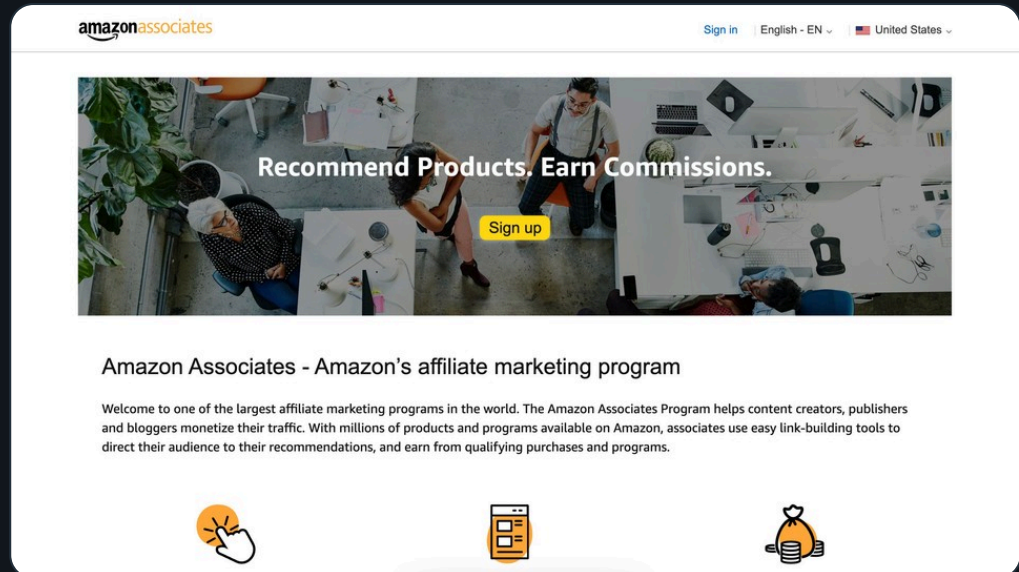 amazonassociates
Sign in
English - EN
United States
Recommend Products. Earn Commissions.
Sign up
Amazon Associates - Amazon’s affiliate marketing program
Welcome to one of the largest affiliate marketing programs in the world. The Amazon Associates Program helps content creators, publishers
and bloggers monetize their traffic. With millions of products and programs available on Amazon, associates use easy link-building tools to
direct their audience to their recommendations, and earn from qualifying purchases and programs.